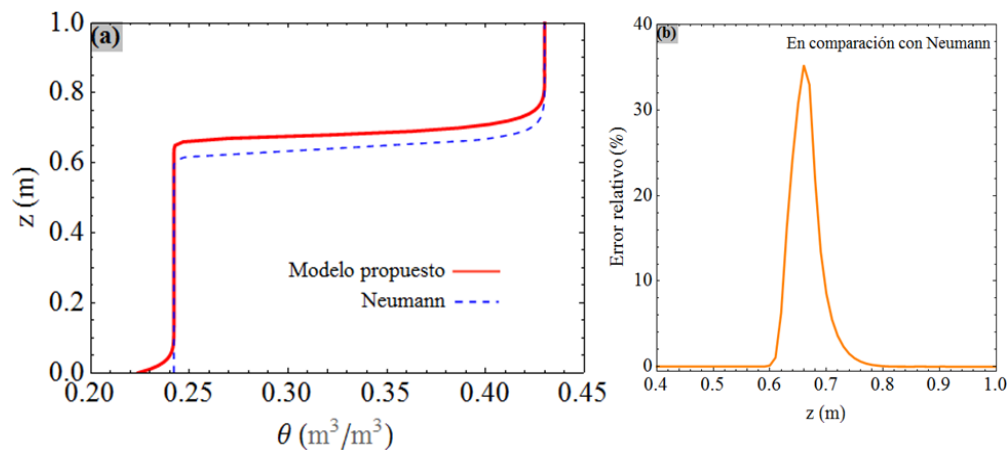 (a)
1.0
0.8
0.6
0.4
0.2
0.0
z (m)
Modelo propuesto
Neumann
0.20 0.25 0.30 0.35 0.40 0.45
θ (m³/m³)
(b)
En comparación con Neumann
40
30
20
10
0
Error relativo (%)
0.4 0.5 0.6 0.7 0.8 0.9 1.0
z (m)